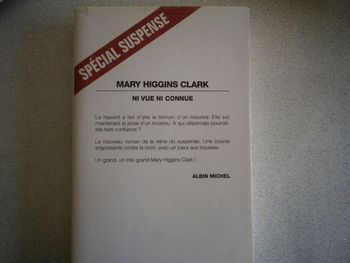 SPÉCIAL SUSPENSE
MARY HIGGINS CLARK
NI VUE NI CONNUE
Le hasard a fait d'elle le témoin d'un meurtre. Elle est
maintenant la proie d'un inconnu. A qui désormais pourrait-
elle faire confiance ?
Le nouveau roman de la reine du suspense. Une course
angoissante contre la mort, avec un tueur aux trousses.
Un grand, un très grand Mary Higgins Clark !
ALBIN MICHEL